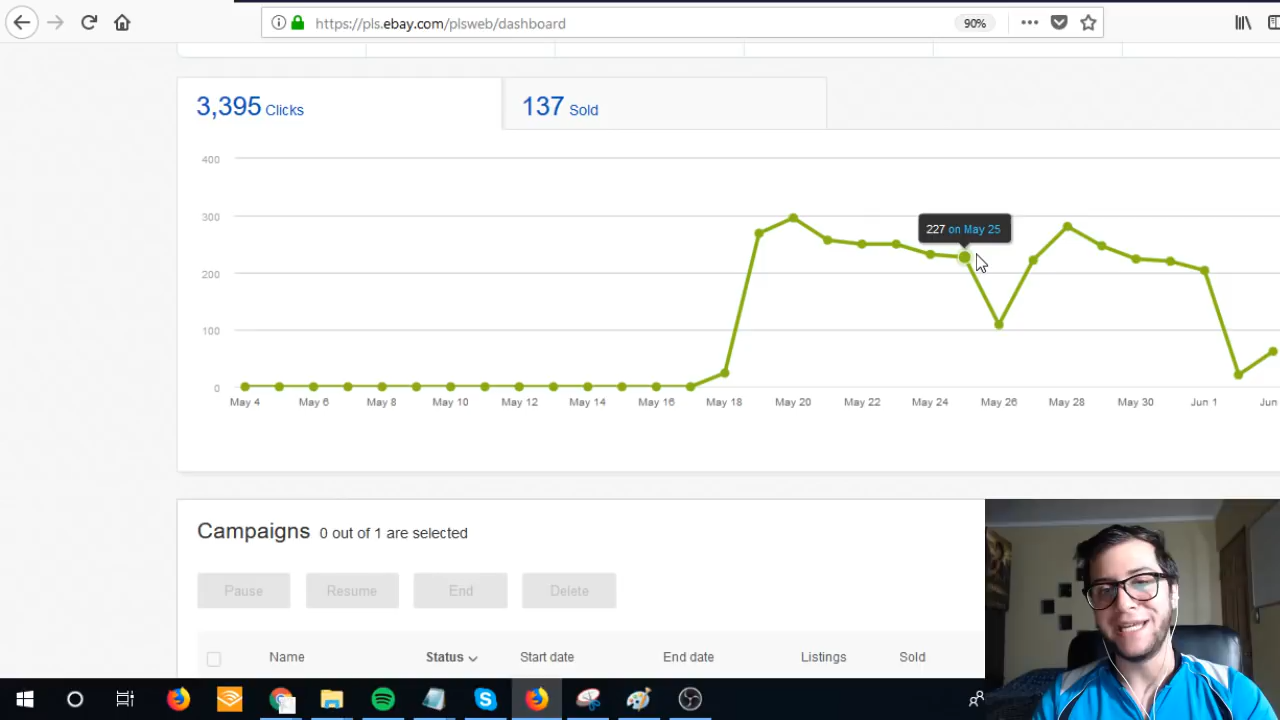 https://pls.ebay.com/plsweb/dashboard
90%
3,395 Clicks
137 Sold
400
300
227 on May 25
200
100
0
May 4
May 6
May 8
May 10
May 12
May 14
May 16
May 18
May 20
May 22
May 24
May 26
May 28
May 30
Jun 1
Jun
Campaigns 0 out of 1 are selected
Pause
Resume
End
Delete
Name
Status
Start date
End date
Listings
Sold